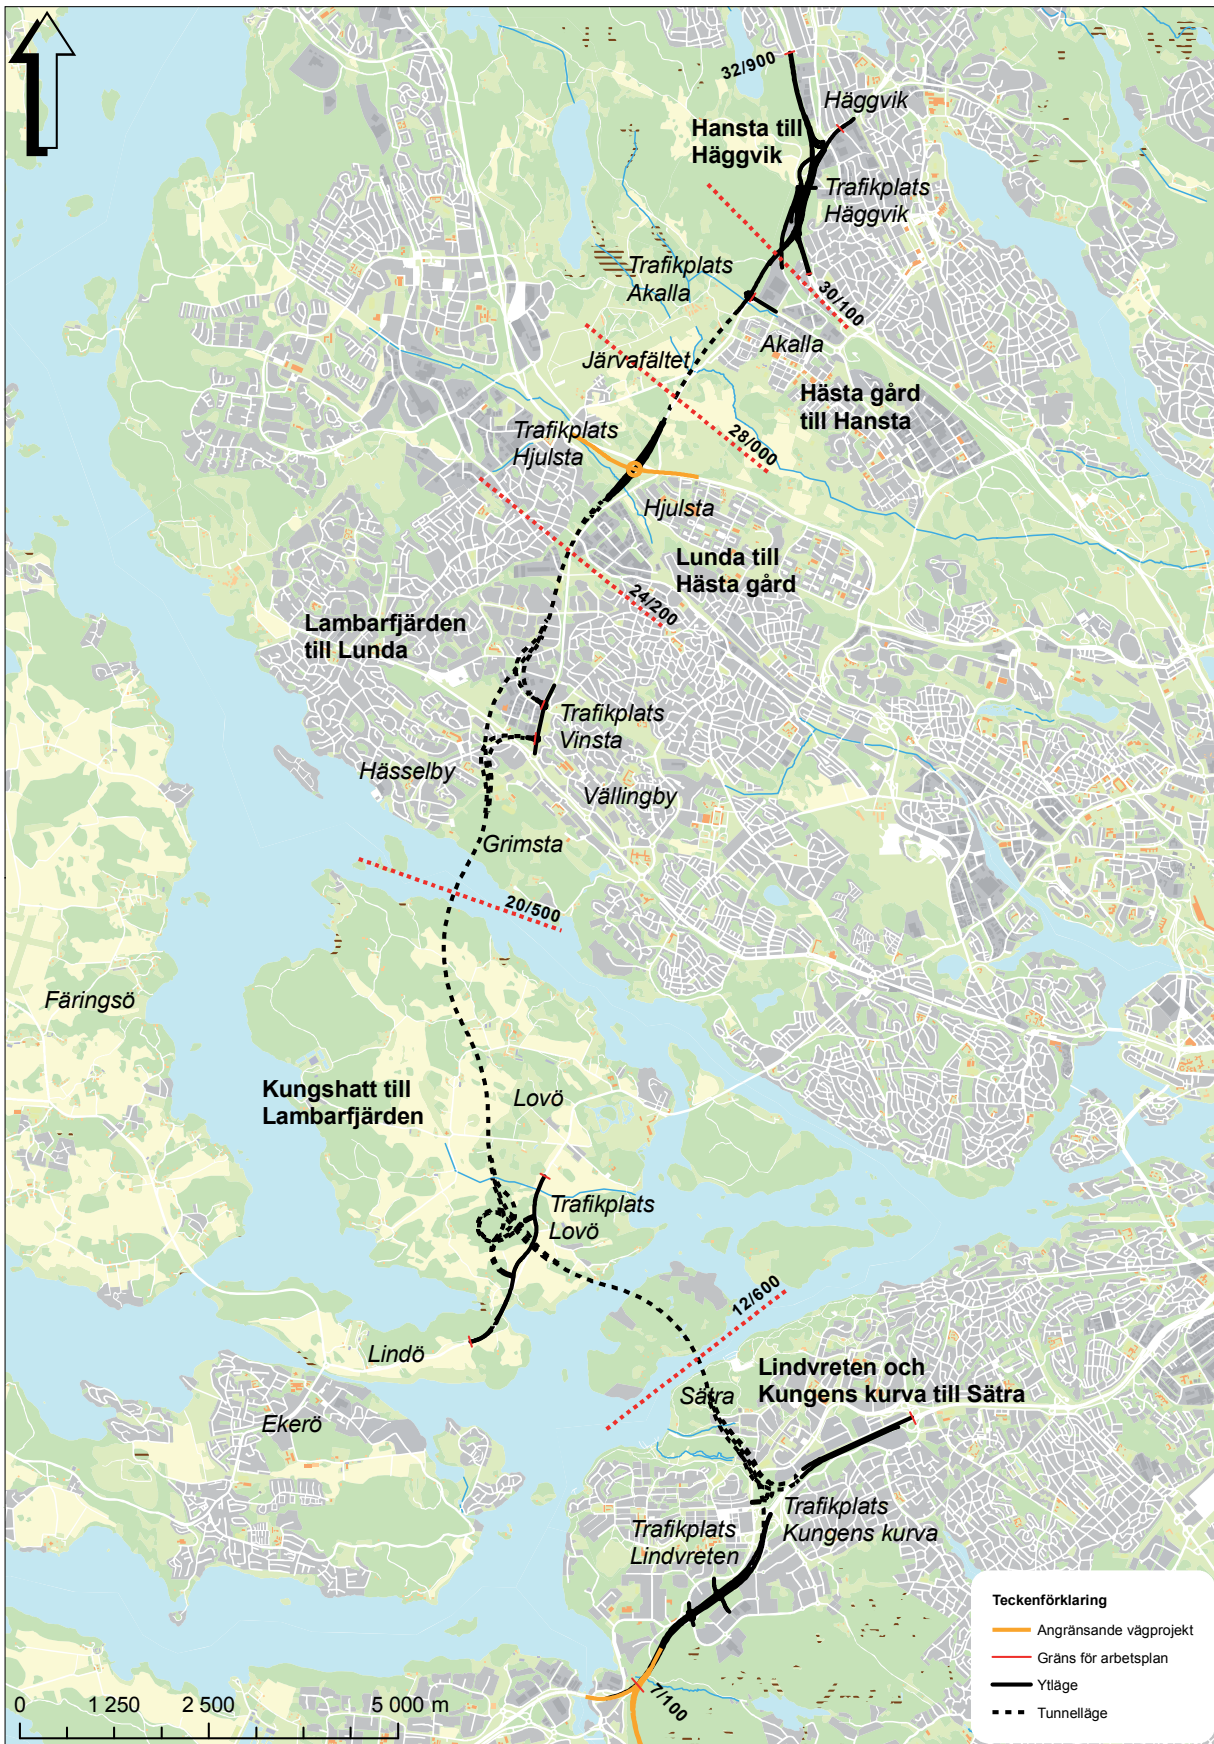 32/900
Häggvik
Hansta till
Häggvik
Trafikplats
Häggvik
Trafikplats
Akalla
30/100
Akalla
Järvafältet
Hästa gård
till Hansta
Trafikplats
Hjulsta
28/000
Hjulsta
Lunda till
Hästa gård
24/200
Lambarfjärden
till Lunda
Trafikplats
Vinsta
Hässelby
Vällingby
Grimsta
20/500
Färingsö
Kungshatt till
Lambarfjärden
Lovö
Trafikplats
Lovö
12/600
Lindö
Lindvreten och
Kungens kurva till Sätra
Sätra
Ekerö
Trafikplats
Kungens kurva
Trafikplats
Lindvreten
7/100
0 1 250 2 500 5 000 m
Teckenförklaring
Angränsande vägprojekt
Gräns för arbetsplan
Ytläge
Tunnelläge